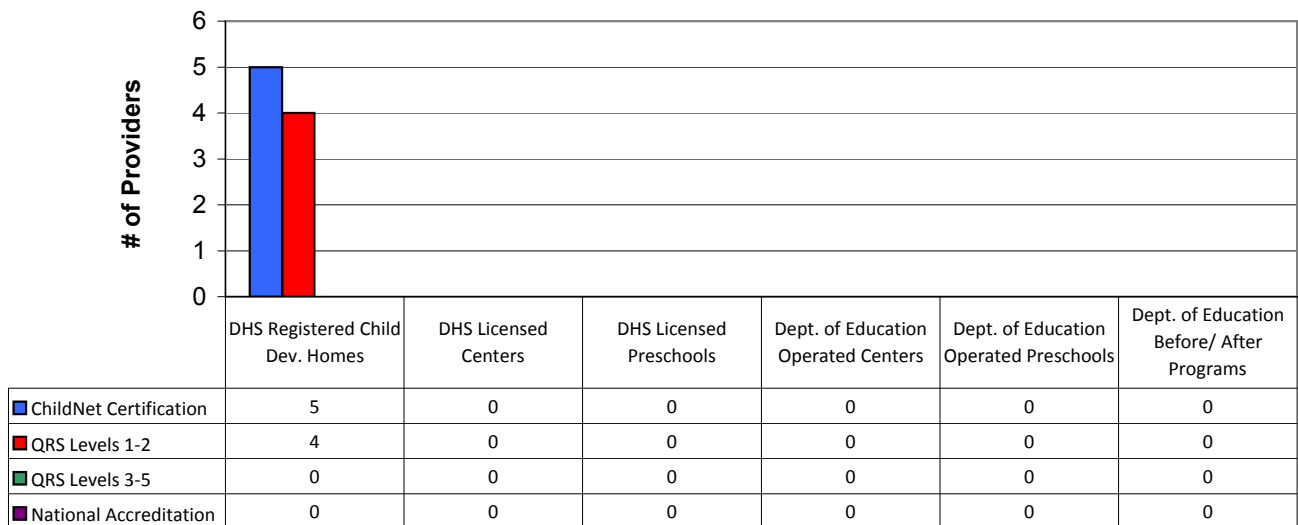 6
5
4
3
2
1
0
# of Providers
DHS Registered Child
Dev. Homes
DHS Licensed
Centers
DHS Licensed
Preschools
Dept. of Education
Operated Centers
Dept. of Education
Operated Preschools
Dept. of Education
Before/ After
Programs
ChildNet Certification 5 0 0 0 0 0
QRS Levels 1-2 4 0 0 0 0 0
QRS Levels 3-5 0 0 0 0 0 0
National Accreditation 0 0 0 0 0 0